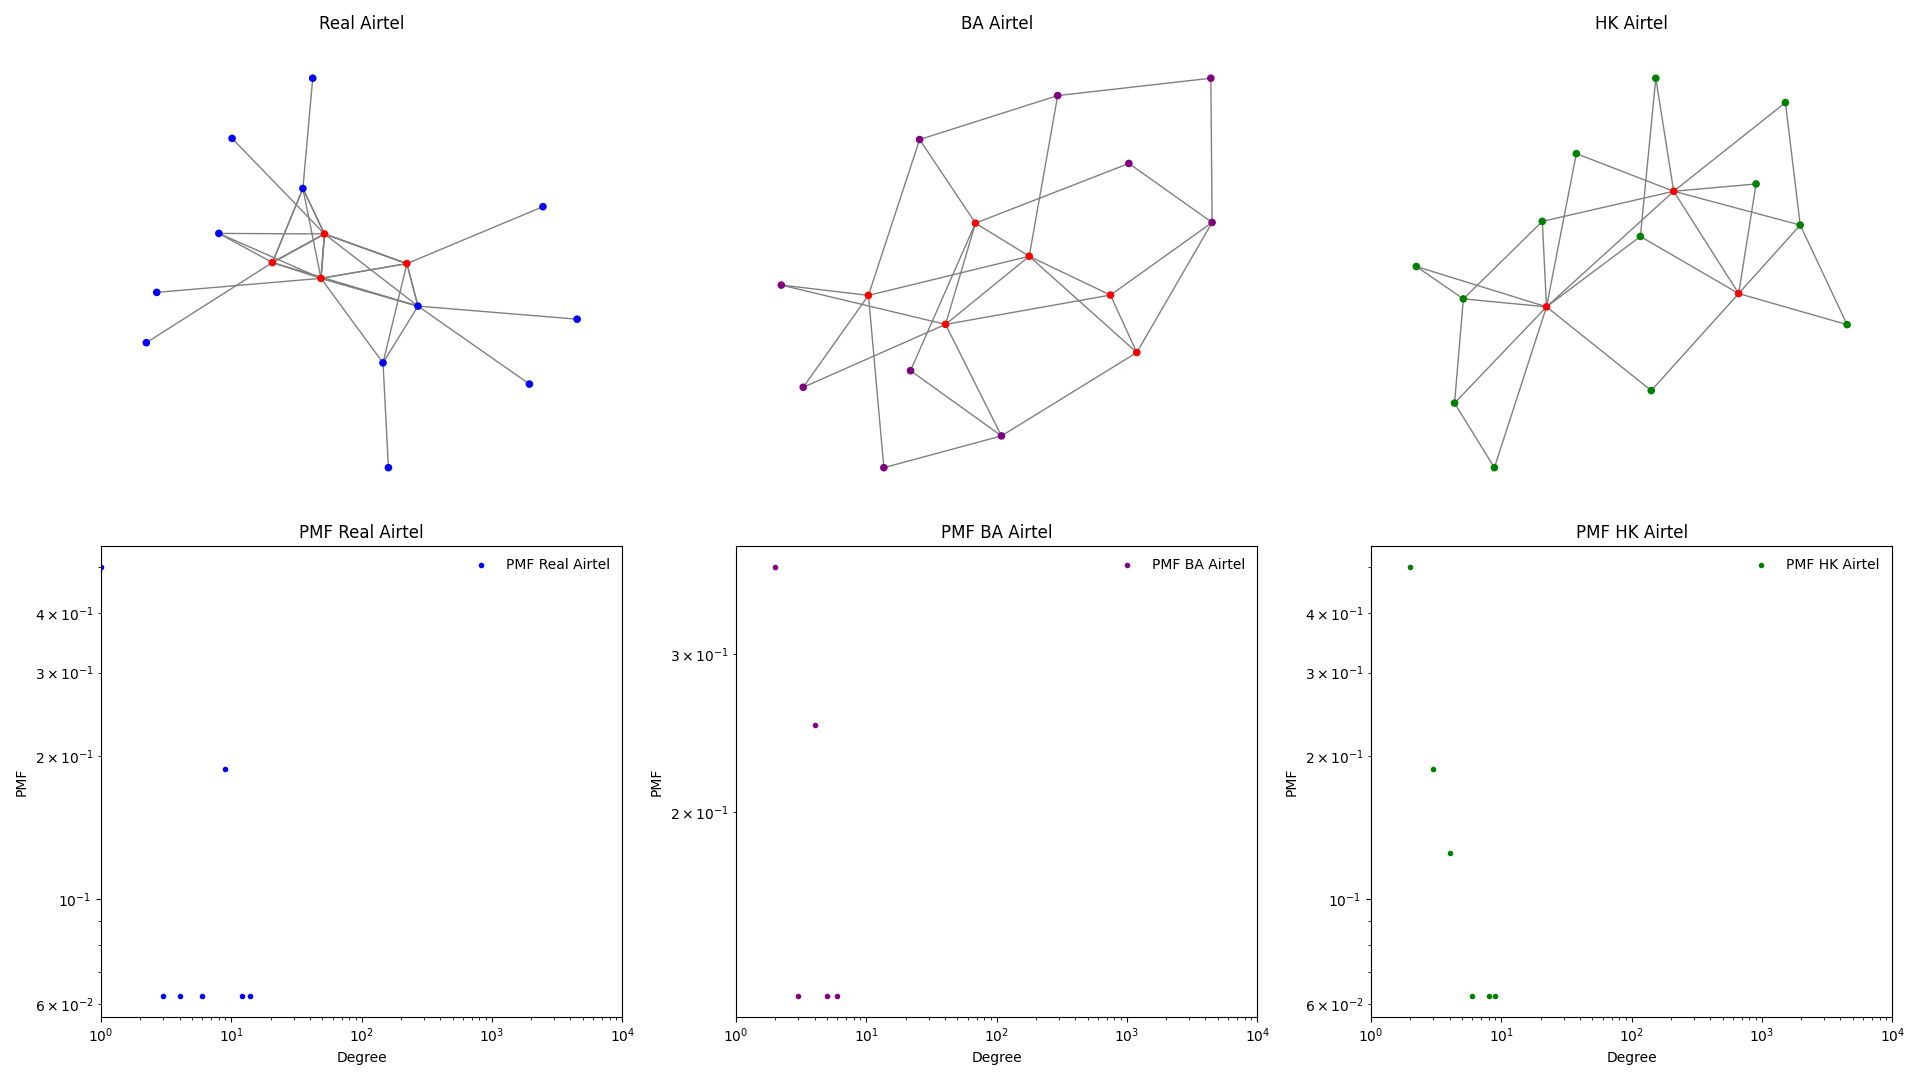 Real Airtel
BA Airtel
HK Airtel
PMF Real Airtel
PMF Real Airtel
4 × 10⁻¹
3 × 10⁻¹
2 × 10⁻¹
10⁻¹
6 × 10⁻²
PMF
10⁰ 10¹ 10² 10³ 10⁴
Degree
PMF BA Airtel
PMF BA Airtel
3 × 10⁻¹
2 × 10⁻¹
PMF
10⁰ 10¹ 10² 10³ 10⁴
Degree
PMF HK Airtel
PMF HK Airtel
4 × 10⁻¹
3 × 10⁻¹
2 × 10⁻¹
10⁻¹
6 × 10⁻²
PMF
10⁰ 10¹ 10² 10³ 10⁴
Degree